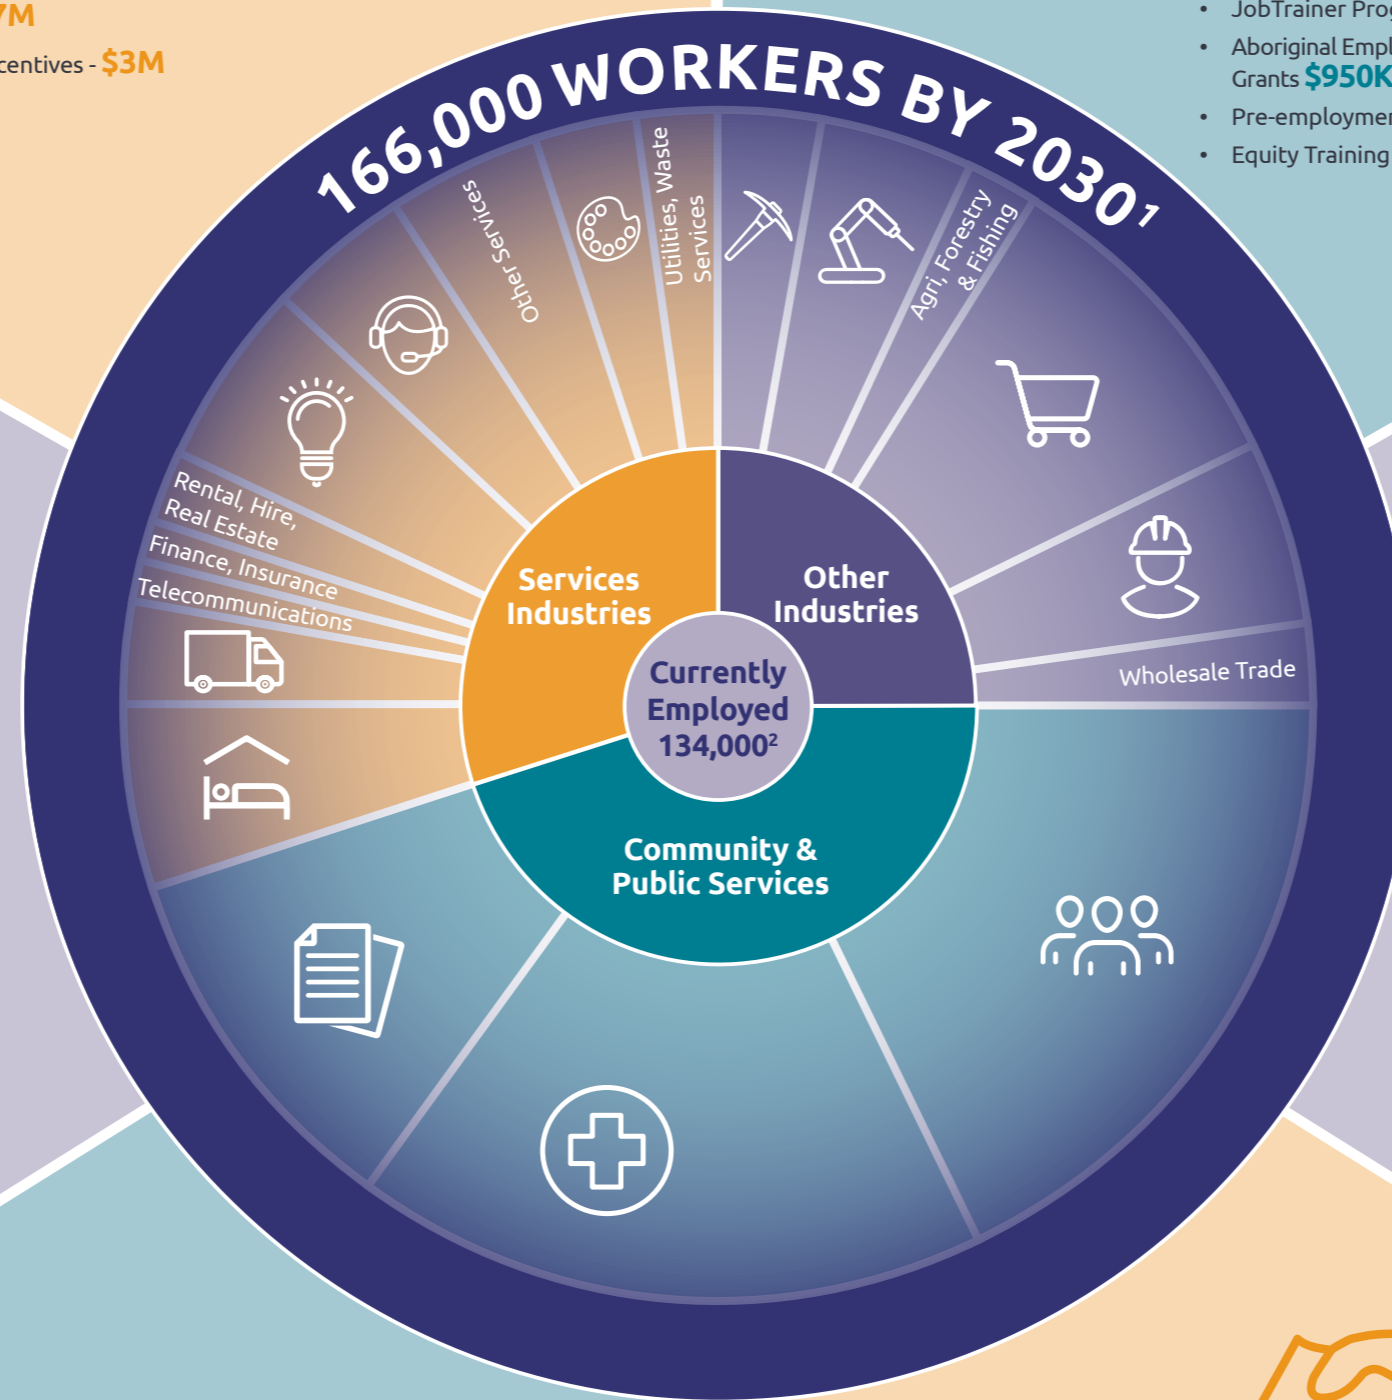 7M
centives - $3M
JobTrainer Prog
Aboriginal Empl
Grants $950K
Pre-employmen
Equity Training
166,000 WORKERS BY 2030¹
Other Services
Utilities, Waste
Services
Agri, Forestry
& Fishing
Rental, Hire,
Real Estate
Finance, Insurance
Telecommunications
Wholesale Trade
Services
Industries
Other
Industries
Currently
Employed
134,000²
Community &
Public Services